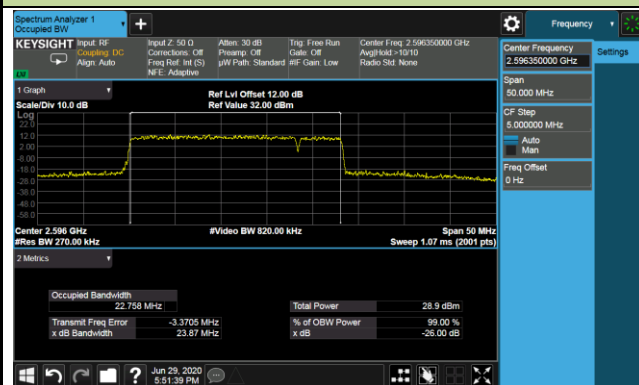 Spectrum Analyzer 1
Occupied BW
+
Frequency
KEYSIGHT
Input: RF
Coupling: DC
Align: Auto
LXI
Input Z: 50 Ω
Corrections: Off
Freq Ref: Int (S)
NFE: Adaptive
Atten: 30 dB
Preamp: Off
µW Path: Standard
Trig: Free Run
Gate: Off
#IF Gain: Low
Center Freq: 2.596350000 GHz
Avg|Hold:>10/10
Radio Std: None
Center Frequency
2.596350000 GHz
Settings
Span
50.000 MHz
CF Step
5.000000 MHz
Auto
Man
Freq Offset
0 Hz
1 Graph
Scale/Div 10.0 dB
Ref Lvl Offset 12.00 dB
Ref Value 32.00 dBm
Log
22.0
12.0
2.00
-8.00
-18.0
-28.0
-38.0
-48.0
-58.0
Center 2.596 GHz
#Res BW 270.00 kHz
#Video BW 820.00 kHz
Span 50 MHz
Sweep 1.07 ms (2001 pts)
2 Metrics
Occupied Bandwidth
22.758 MHz
Total Power 28.9 dBm
Transmit Freq Error -3.3705 MHz
% of OBW Power 99.00 %
x dB Bandwidth 23.87 MHz
x dB -26.00 dB
?
Jun 29, 2020
5:51:39 PM